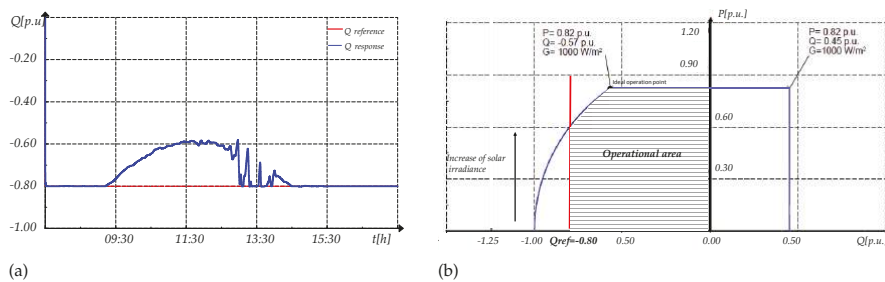 Q[p.u]
Q reference
Q response
-0.20
-0.40
-0.60
-0.80
-1.00
09:30
11:30
13:30
15:30
t[h]
(a)
P[p.u.]
P= 0.82 p.u.
Q= -0.57 p.u.
G= 1000 W/m²
P= 0.82 p.u.
Q= 0.45 p.u.
G=1000 W/m²
1.20
0.90
Ideal operation point
0.60
Operational area
Increase of solar
irradiance
0.30
-1.25
-1.00
Qref=-0.80
0.50
0.00
0.50
Q[p.u.]
(b)